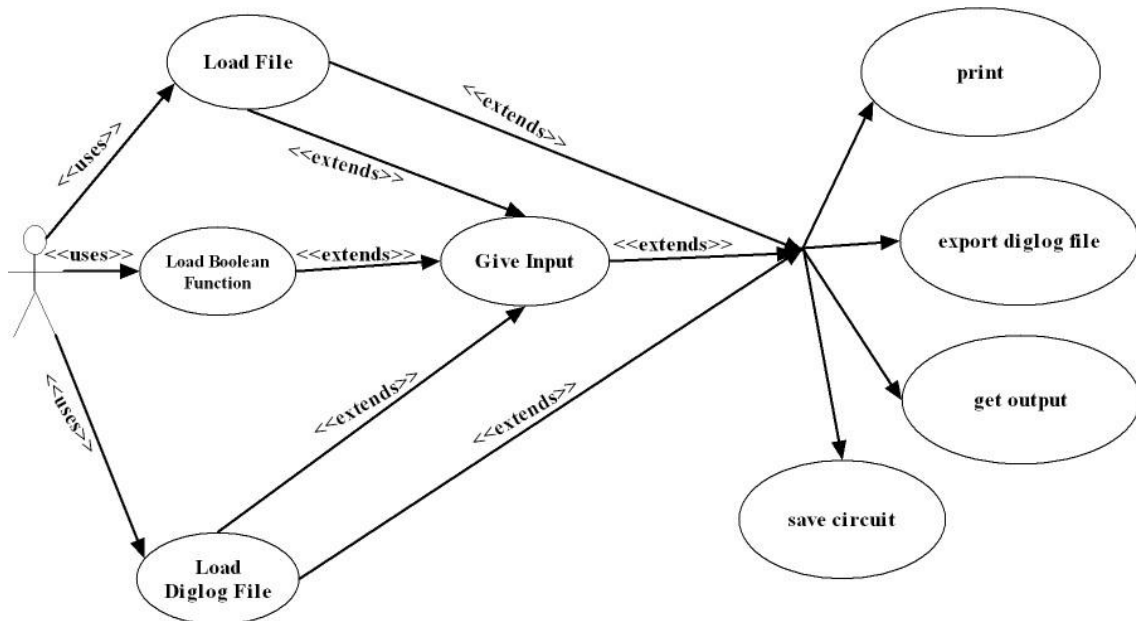 Load File
print
<<extends>>
<<uses>>
<<extends>>
<<uses>>
Load Boolean
Function
<<extends>>
Give Input
<<extends>>
export diglog file
<<uses>>
<<extends>>
<<extends>>
get output
save circuit
Load
Diglog File